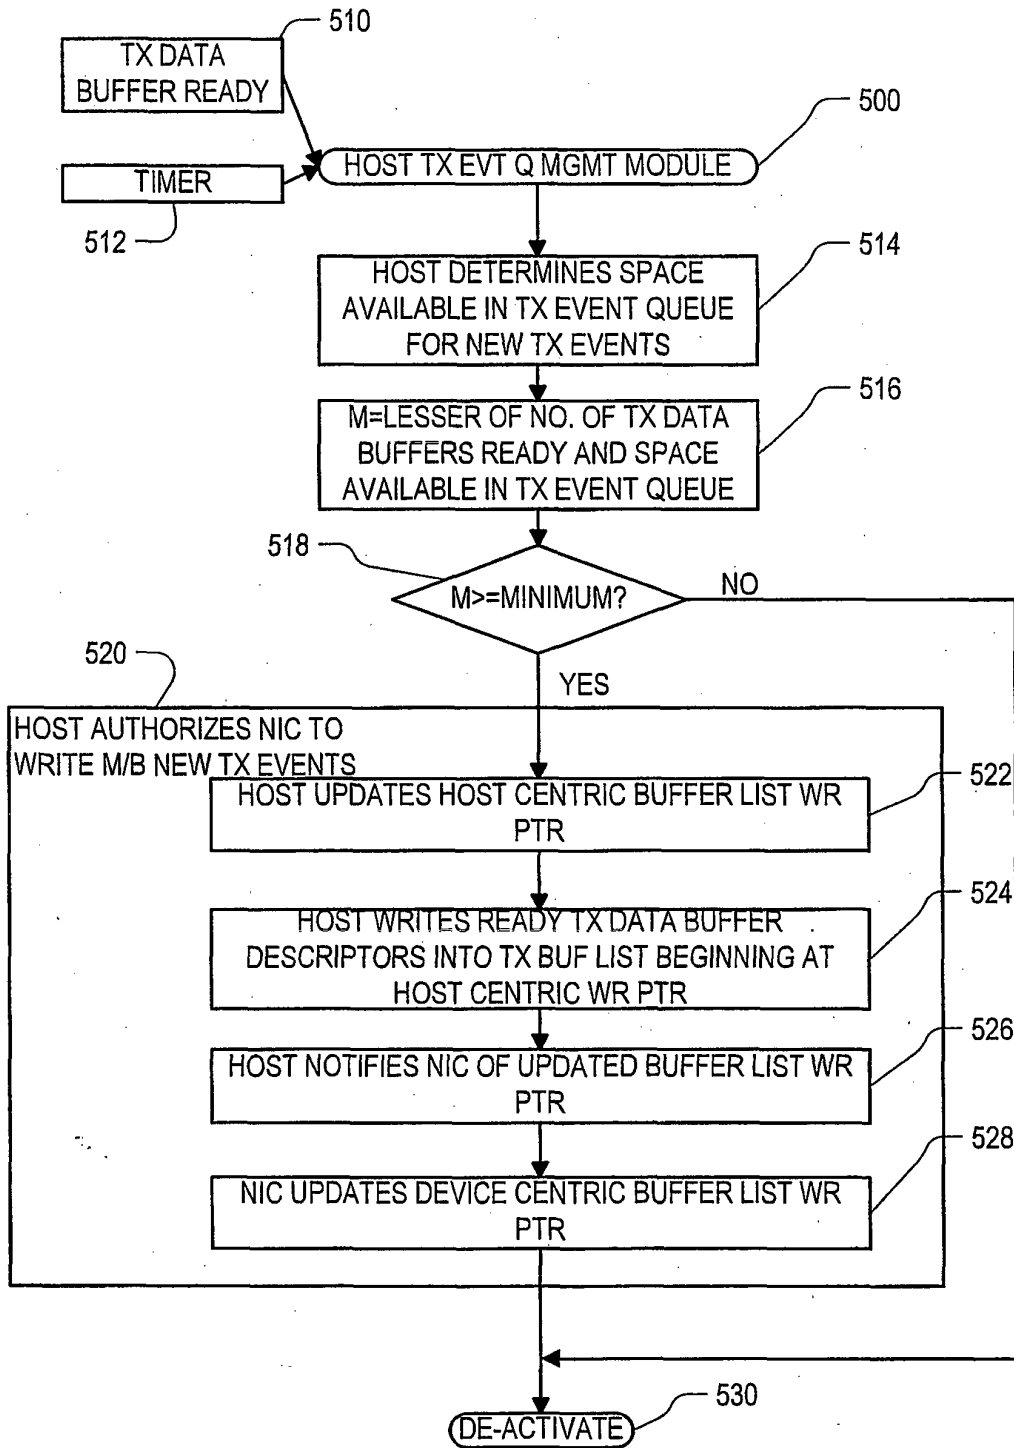 510
TX DATA
BUFFER READY
500
HOST TX EVT Q MGMT MODULE
TIMER
512
514
HOST DETERMINES SPACE
AVAILABLE IN TX EVENT QUEUE
FOR NEW TX EVENTS
516
M=LESSER OF NO. OF TX DATA
BUFFERS READY AND SPACE
AVAILABLE IN TX EVENT QUEUE
518
M>=MINIMUM?
NO
520
YES
HOST AUTHORIZES NIC TO
WRITE M/B NEW TX EVENTS
522
HOST UPDATES HOST CENTRIC BUFFER LIST WR
PTR
524
HOST WRITES READY TX DATA BUFFER
DESCRIPTORS INTO TX BUF LIST BEGINNING AT
HOST CENTRIC WR PTR
526
HOST NOTIFIES NIC OF UPDATED BUFFER LIST WR
PTR
528
NIC UPDATES DEVICE CENTRIC BUFFER LIST WR
PTR
530
DE-ACTIVATE